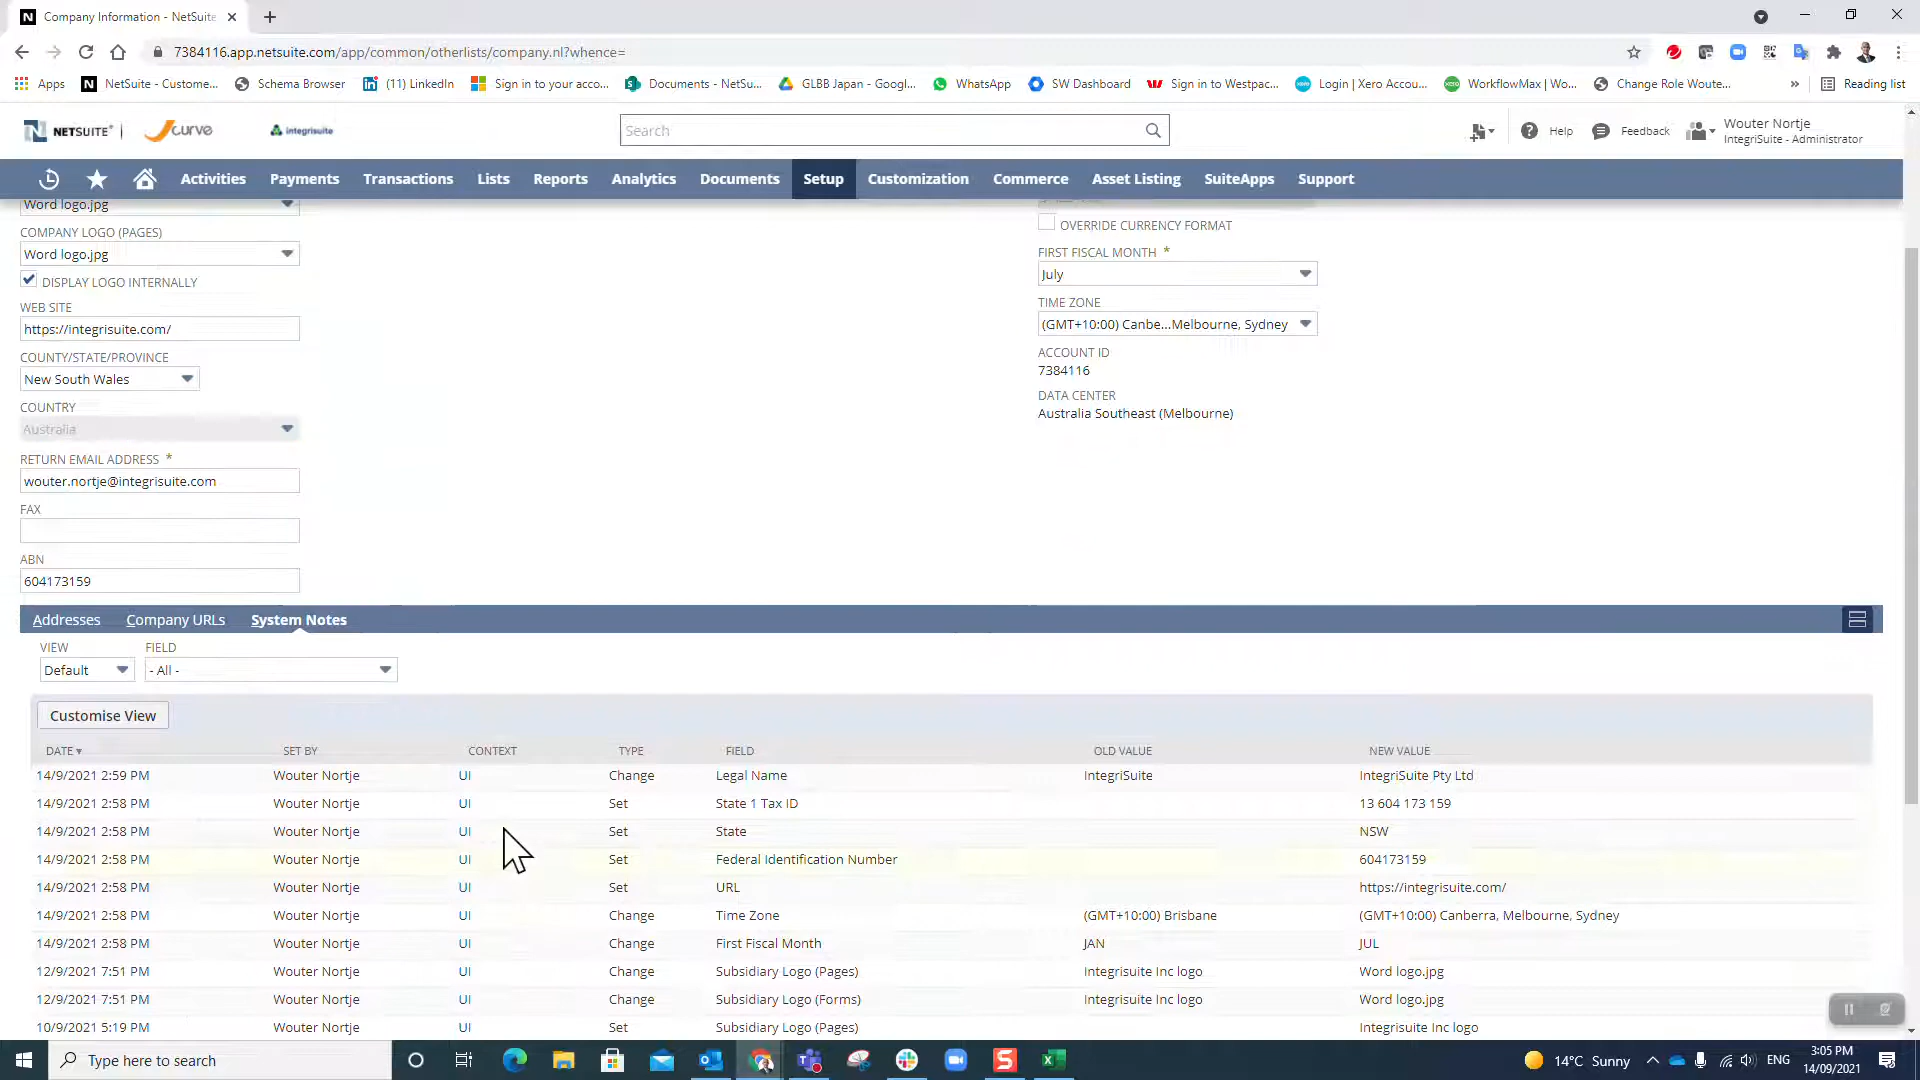 Company Information - NetSuite
7384116.app.netsuite.com/app/common/otherlists/company.nl?whence=
Apps NetSuite - Custome... Schema Browser (11) LinkedIn Sign in to your acco... Documents - NetSu... GLBB Japan - Googl... WhatsApp SW Dashboard Sign in to Westpac... Login | Xero Accou... WorkflowMax | Wo... Change Role Woute... » Reading list
NETSUITE Jcurve integrisuite Search Help Feedback Wouter Nortje
IntegriSuite - Administrator
Activities Payments Transactions Lists Reports Analytics Documents Setup Customization Commerce Asset Listing SuiteApps Support
Word logo.jpg
COMPANY LOGO (PAGES)
Word logo.jpg
DISPLAY LOGO INTERNALLY
WEB SITE
https://integrisuite.com/
COUNTY/STATE/PROVINCE
New South Wales
COUNTRY
Australia
RETURN EMAIL ADDRESS *
wouter.nortje@integrisuite.com
FAX
ABN
604173159
OVERRIDE CURRENCY FORMAT
FIRST FISCAL MONTH *
July
TIME ZONE
(GMT+10:00) Canbe...Melbourne, Sydney
ACCOUNT ID
7384116
DATA CENTER
Australia Southeast (Melbourne)
Addresses Company URLs System Notes
VIEW FIELD
Default - All -
Customise View
DATE SET BY CONTEXT TYPE FIELD OLD VALUE NEW VALUE
14/9/2021 2:59 PM Wouter Nortje UI Change Legal Name IntegriSuite IntegriSuite Pty Ltd
14/9/2021 2:58 PM Wouter Nortje UI Set State 1 Tax ID 13 604 173 159
14/9/2021 2:58 PM Wouter Nortje UI Set State NSW
14/9/2021 2:58 PM Wouter Nortje UI Set Federal Identification Number 604173159
14/9/2021 2:58 PM Wouter Nortje UI Set URL https://integrisuite.com/
14/9/2021 2:58 PM Wouter Nortje UI Change Time Zone (GMT+10:00) Brisbane (GMT+10:00) Canberra, Melbourne, Sydney
14/9/2021 2:58 PM Wouter Nortje UI Change First Fiscal Month JAN JUL
12/9/2021 7:51 PM Wouter Nortje UI Change Subsidiary Logo (Pages) Integrisuite Inc logo Word logo.jpg
12/9/2021 7:51 PM Wouter Nortje UI Change Subsidiary Logo (Forms) Integrisuite Inc logo Word logo.jpg
10/9/2021 5:19 PM Wouter Nortje UI Set Subsidiary Logo (Pages) Integrisuite Inc logo
Type here to search 14°C Sunny ENG 3:05 PM
14/09/2021